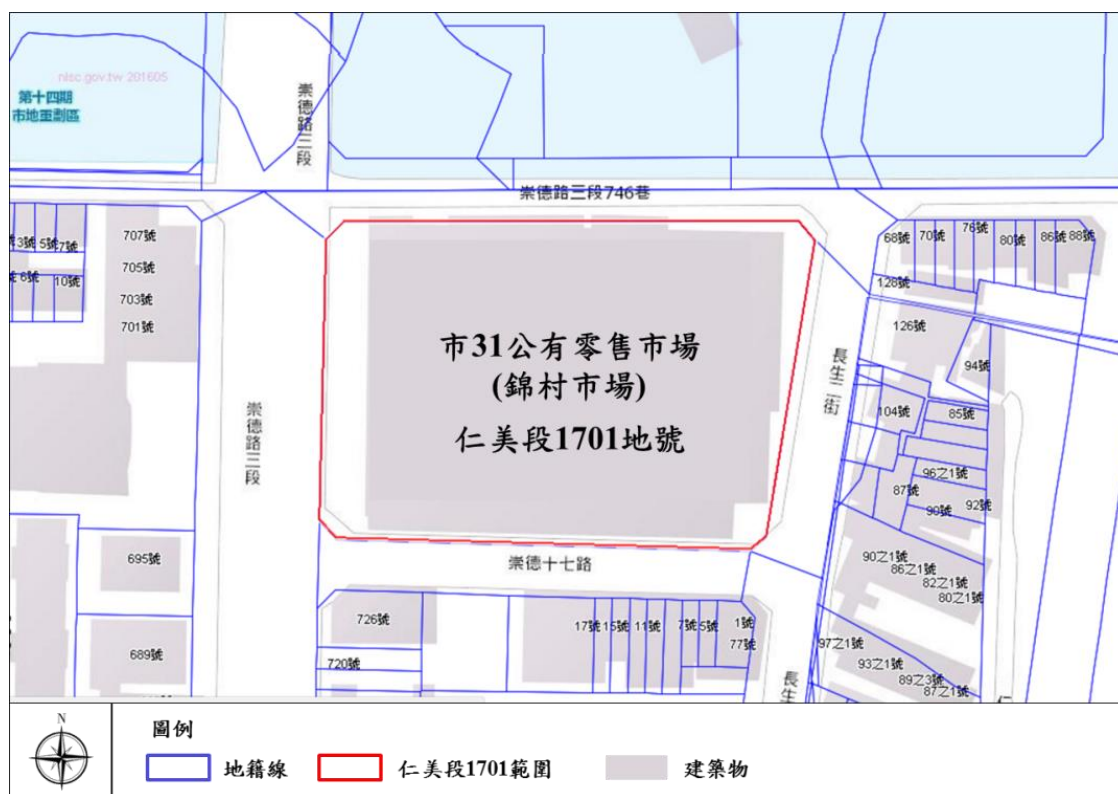 nlsc.gov.tw 201605
第十四期
市地重劃區
崇德路三段
崇德路三段746巷
3號
5號
7號
6號
10號
707號
705號
703號
701號
市31公有零售市場
(錦村市場)
仁美段1701地號
崇德路三段
長生二街
68號
70號
76號
80號
86號
88號
128號
126號
94號
104號
85號
96之1號
87號
90號
92號
90之1號
86之1號
82之1號
80之1號
崇德十七路
695號
689號
726號
720號
17號
15號
11號
7號
5號
1號
77號
97之1號
93之1號
89之3號
87之1號
長生
仁
N
圖例
地籍線
仁美段1701範圍
建築物